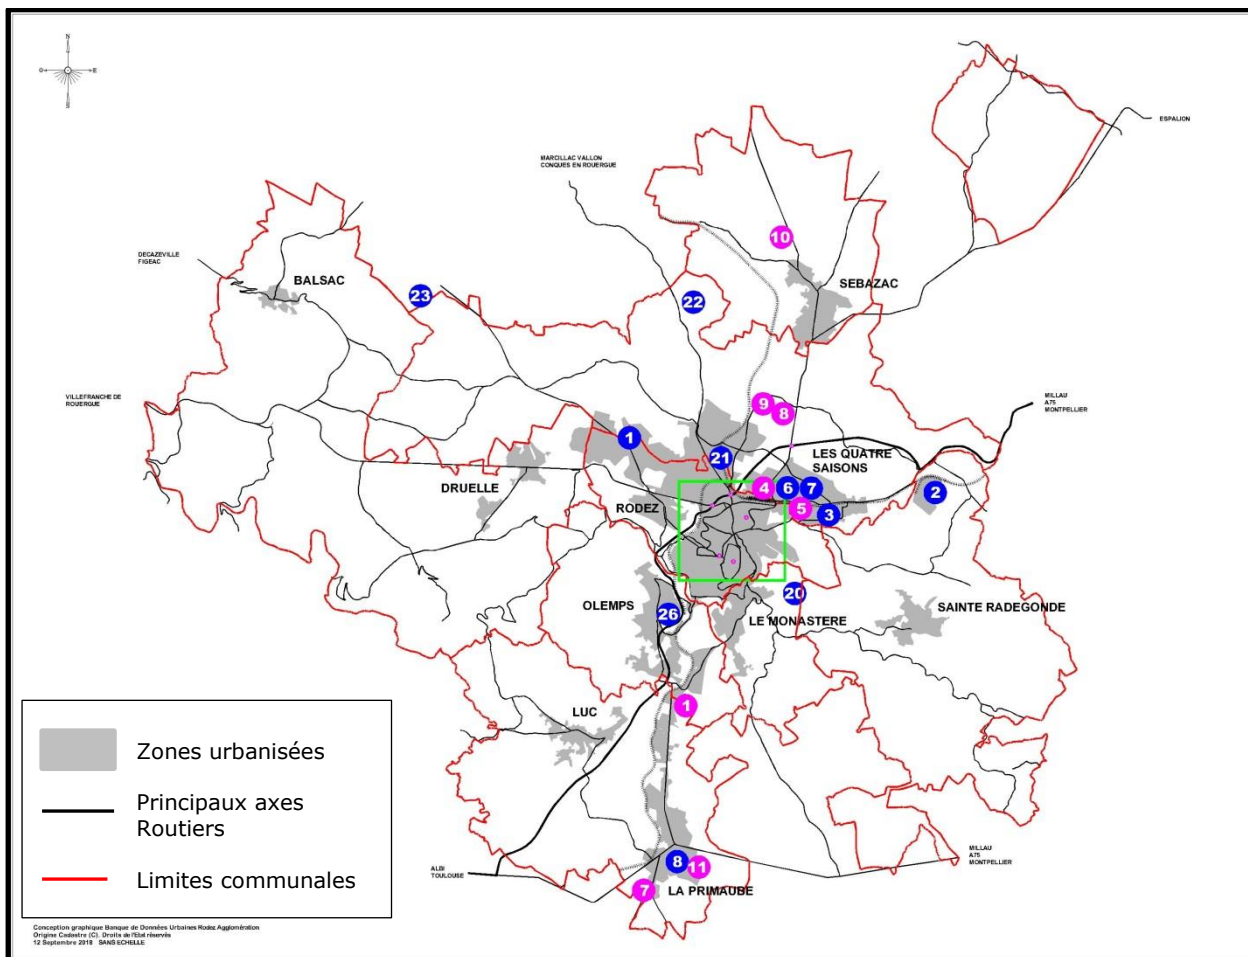 N
O
E
S
ESPALION
MARCILLAC VALLON
CONQUES EN ROUERGUE
10
DECAZEVILLE
FIGEAC
BALSAC
SEBAZAC
23
22
VILLEFRANCHE DE
ROUERGUE
MILLAU
A75
MONTPELLIER
9
8
1
21
LES QUATRE
SAISONS
DRUELLE
4
6
7
2
RODEZ
5
3
OLEMPS
20
26
LE MONASTERE
SAINTE RADEGONDE
LUC
1
Zones urbanisées
Principaux axes
Routiers
Limites communales
ALBI
TOULOUSE
8
11
7
LA PRIMAUBE
MILLAU
A75
MONTPELLIER
Conception graphique Banque de Données Urbaines Rodez Agglomération
Origine Cadastre (C). Droits de l'Etat réservés
12 Septembre 2018 SANS ECHELLE